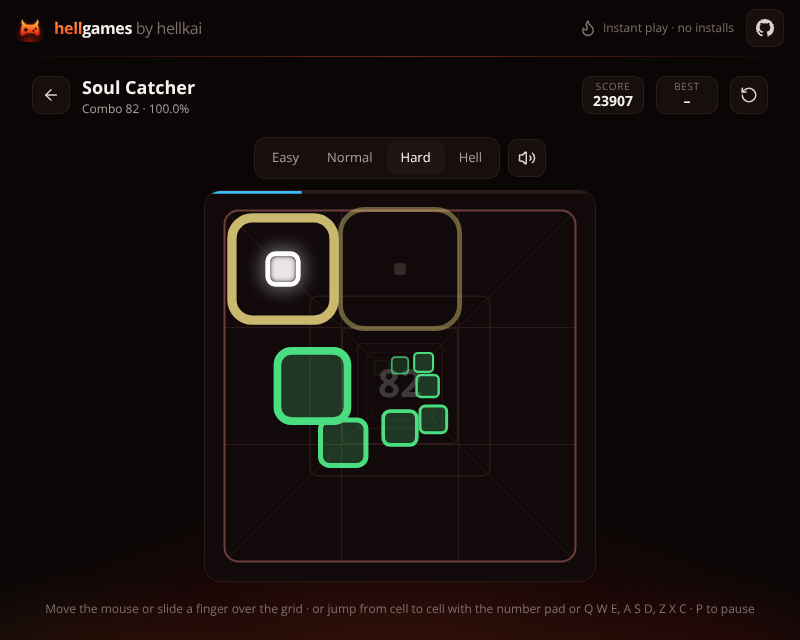 hellgames by hellkai
Instant play · no installs
Soul Catcher
Combo 82 · 100.0%
SCORE
23907
BEST
–
Easy
Normal
Hard
Hell
82
Move the mouse or slide a finger over the grid · or jump from cell to cell with the number pad or Q W E, A S D, Z X C · P to pause